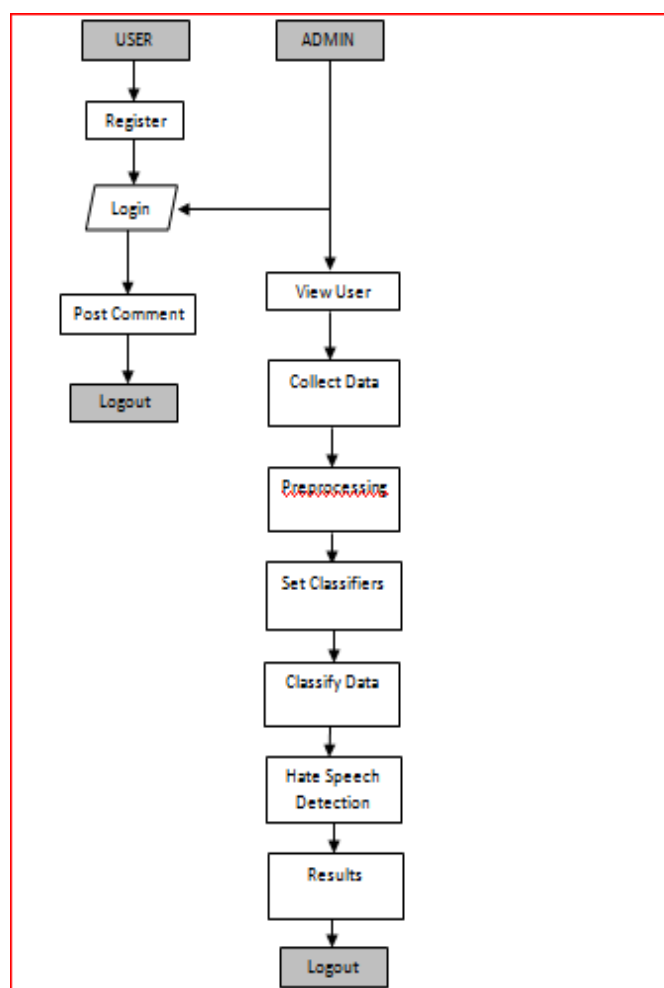 USER
ADMIN
Register
Login
View User
Post Comment
Collect Data
Logout
Preprocessing
Set Classifiers
Classify Data
Hate Speech
Detection
Results
Logout